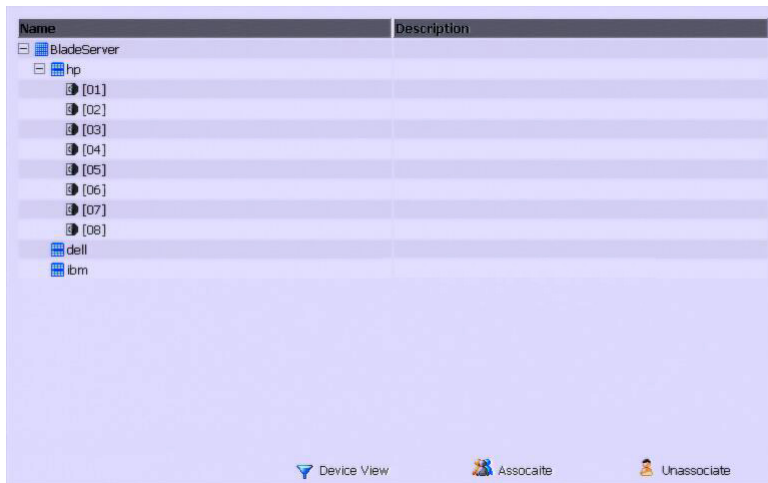 Name Description
BladeServer
hp
[01]
[02]
[03]
[04]
[05]
[06]
[07]
[08]
dell
ibm
Device View Assocaite Unassociate